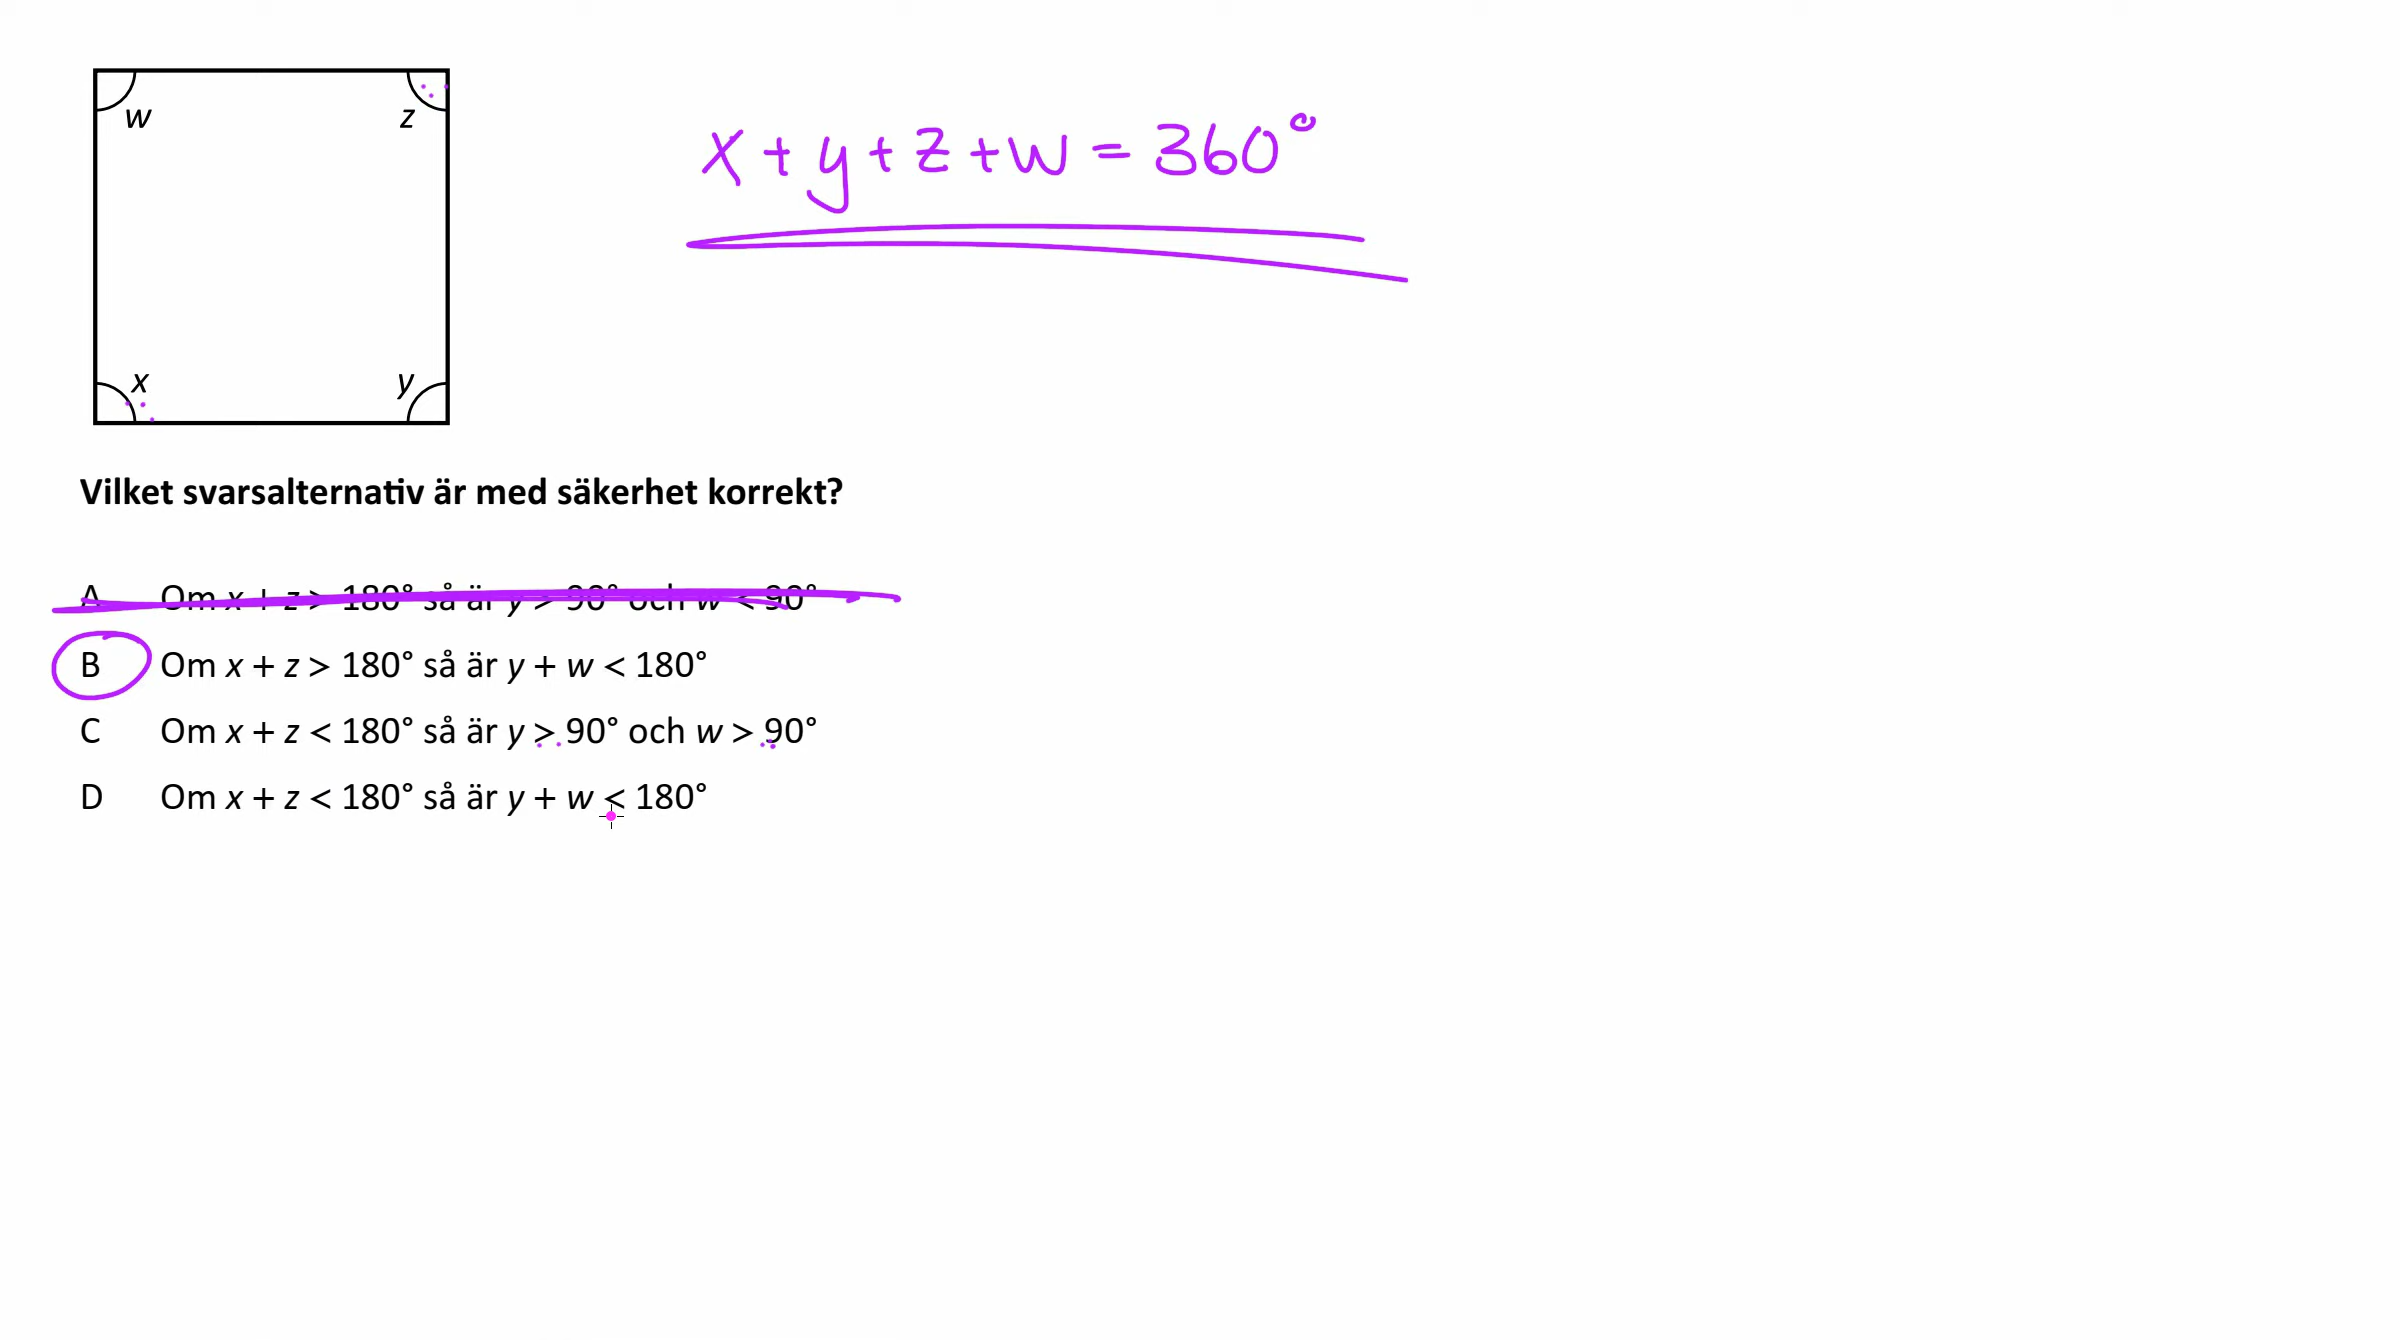 w z
x + y + z + w = 360°
x y
Vilket svarsalternativ är med säkerhet korrekt?
A Om x + z > 180° så är y > 90° och w < 90°
B Om x + z > 180° så är y + w < 180°
C Om x + z < 180° så är y > 90° och w > 90°
D Om x + z < 180° så är y + w < 180°